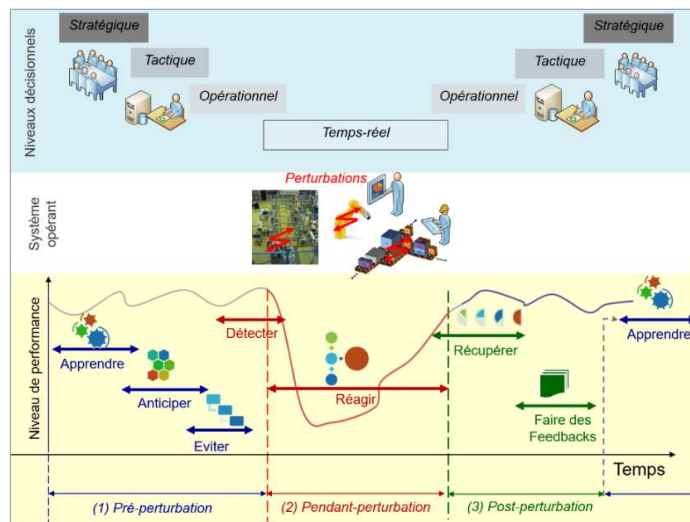 Stratégique
Stratégique
Tactique
Tactique
Opérationnel
Opérationnel
Temps-réel
Niveaux décisionnels
Perturbations
Système
opérant
Niveau de performance
Détecter
Apprendre
Anticiper
Eviter
Réagir
Récupérer
Faire des
Feedbacks
Apprendre
Temps
(1) Pré-perturbation
(2) Pendant-perturbation
(3) Post-perturbation